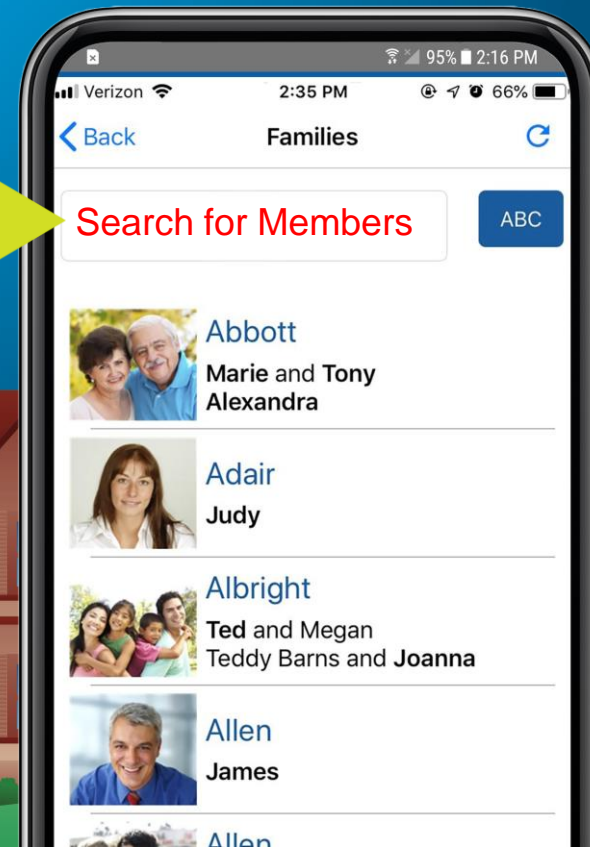 95% 2:16 PM
Verizon 2:35 PM 66%
Back Families
Search for Members ABC
Abbott
Marie and Tony
Alexandra
Adair
Judy
Albright
Ted and Megan
Teddy Barns and Joanna
Allen
James
Allen